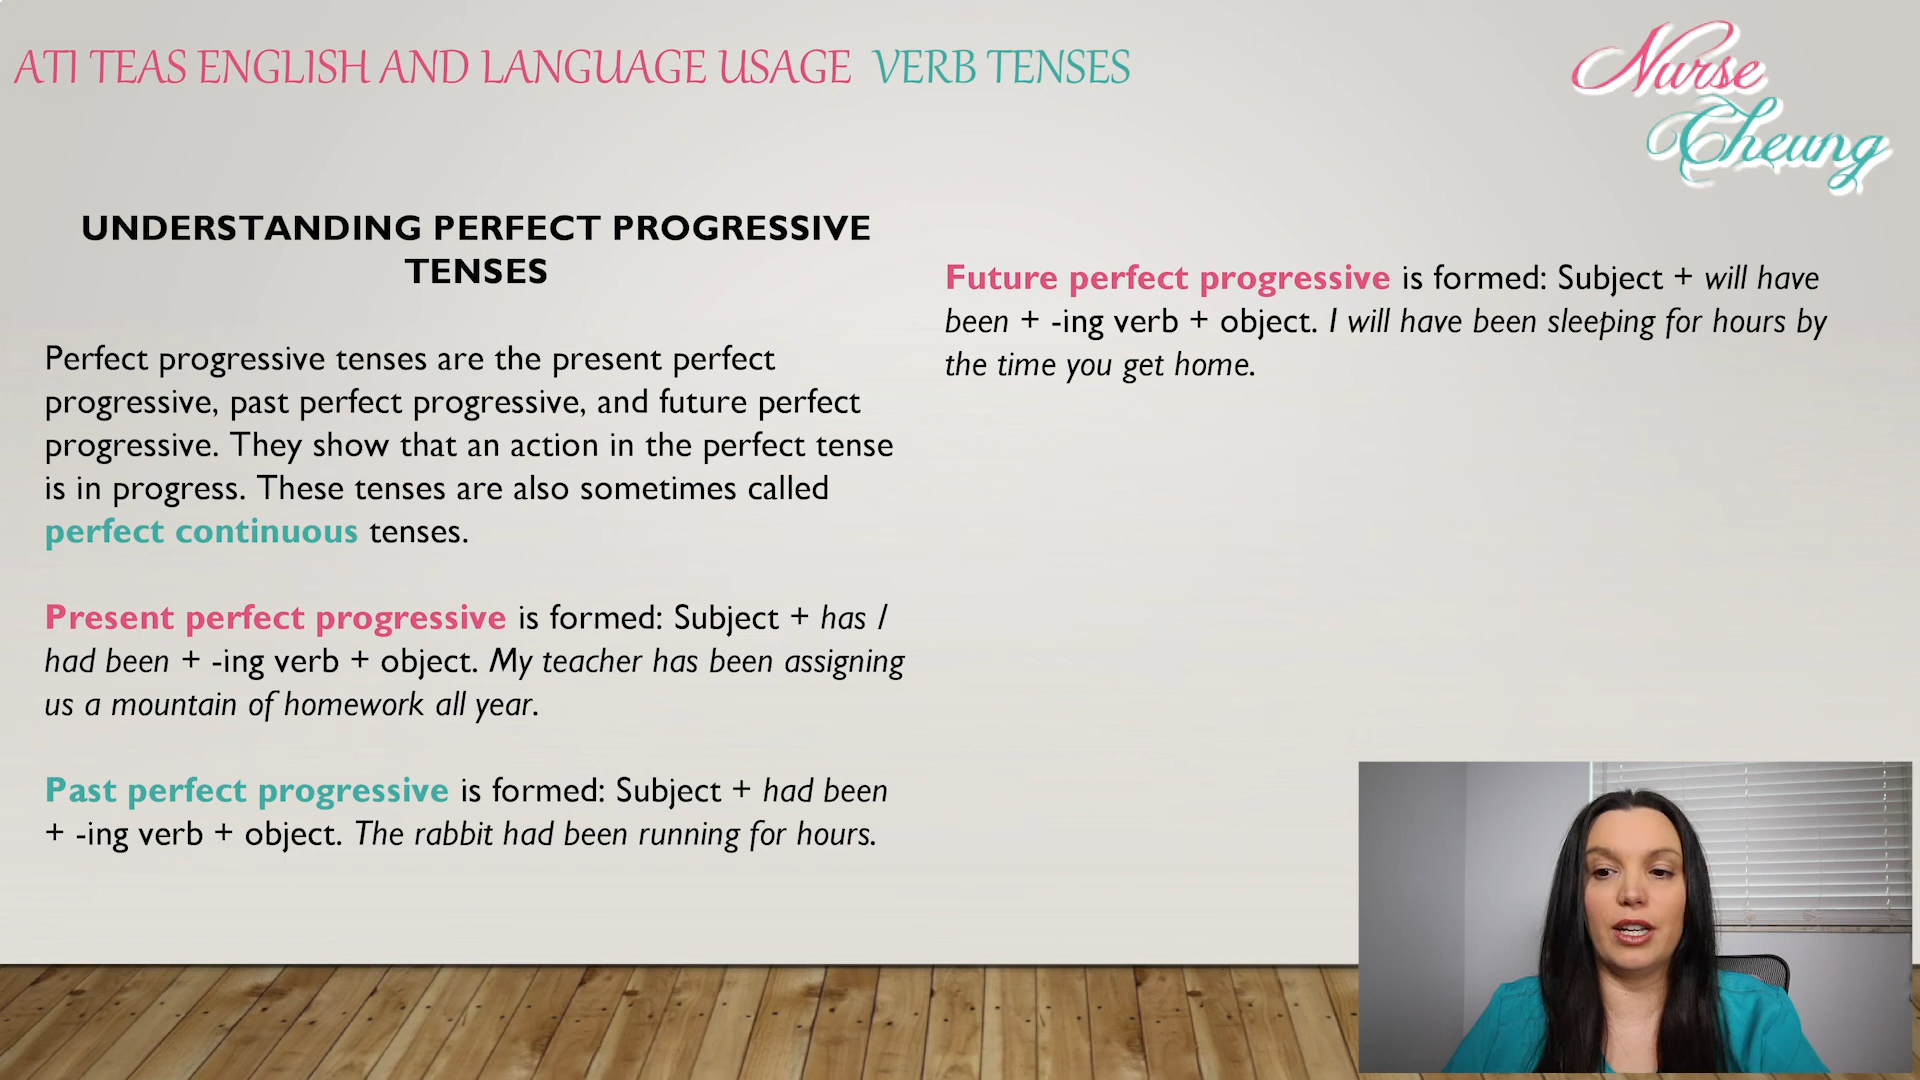 ATI TEAS ENGLISH AND LANGUAGE USAGE VERB TENSES
Nurse
Cheung
UNDERSTANDING PERFECT PROGRESSIVE
TENSES
Perfect progressive tenses are the present perfect
progressive, past perfect progressive, and future perfect
progressive. They show that an action in the perfect tense
is in progress. These tenses are also sometimes called
perfect continuous tenses.
Present perfect progressive is formed: Subject + has /
had been + -ing verb + object. My teacher has been assigning
us a mountain of homework all year.
Past perfect progressive is formed: Subject + had been
+ -ing verb + object. The rabbit had been running for hours.
Future perfect progressive is formed: Subject + will have
been + -ing verb + object. I will have been sleeping for hours by
the time you get home.